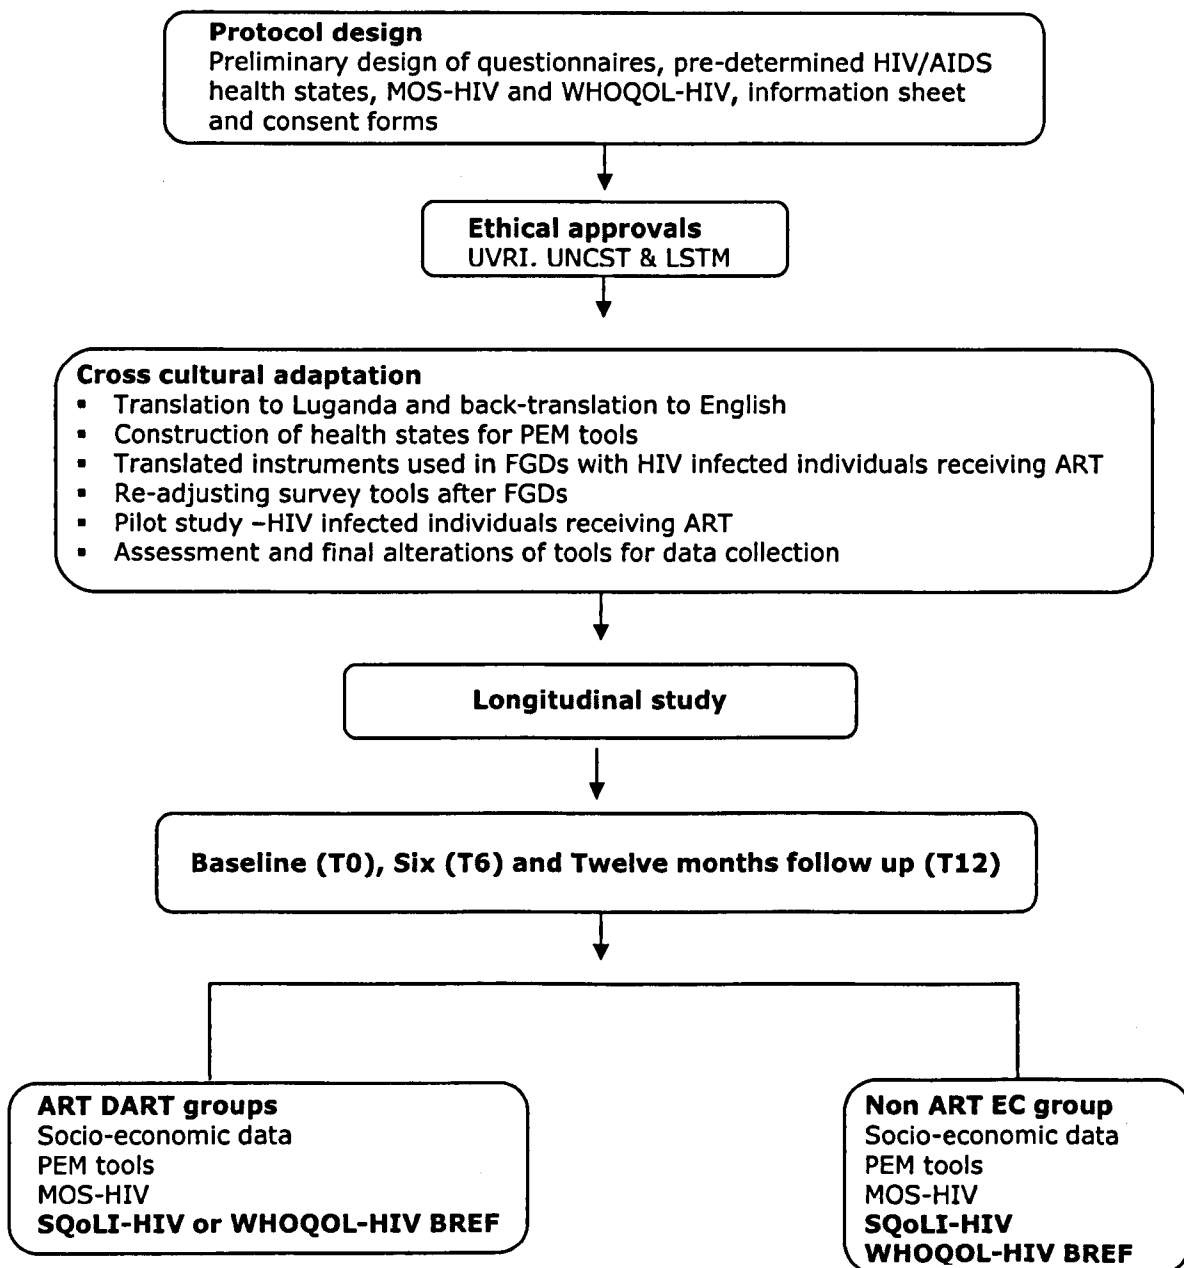 Protocol design
Preliminary design of questionnaires, pre-determined HIV/AIDS
health states, MOS-HIV and WHOQOL-HIV, information sheet
and consent forms
Ethical approvals
UVRI. UNCST & LSTM
Cross cultural adaptation
▪ Translation to Luganda and back-translation to English
▪ Construction of health states for PEM tools
▪ Translated instruments used in FGDs with HIV infected individuals receiving ART
▪ Re-adjusting survey tools after FGDs
▪ Pilot study –HIV infected individuals receiving ART
▪ Assessment and final alterations of tools for data collection
Longitudinal study
Baseline (T0), Six (T6) and Twelve months follow up (T12)
ART DART groups
Socio-economic data
PEM tools
MOS-HIV
SQoLI-HIV or WHOQOL-HIV BREF
Non ART EC group
Socio-economic data
PEM tools
MOS-HIV
SQoLI-HIV
WHOQOL-HIV BREF